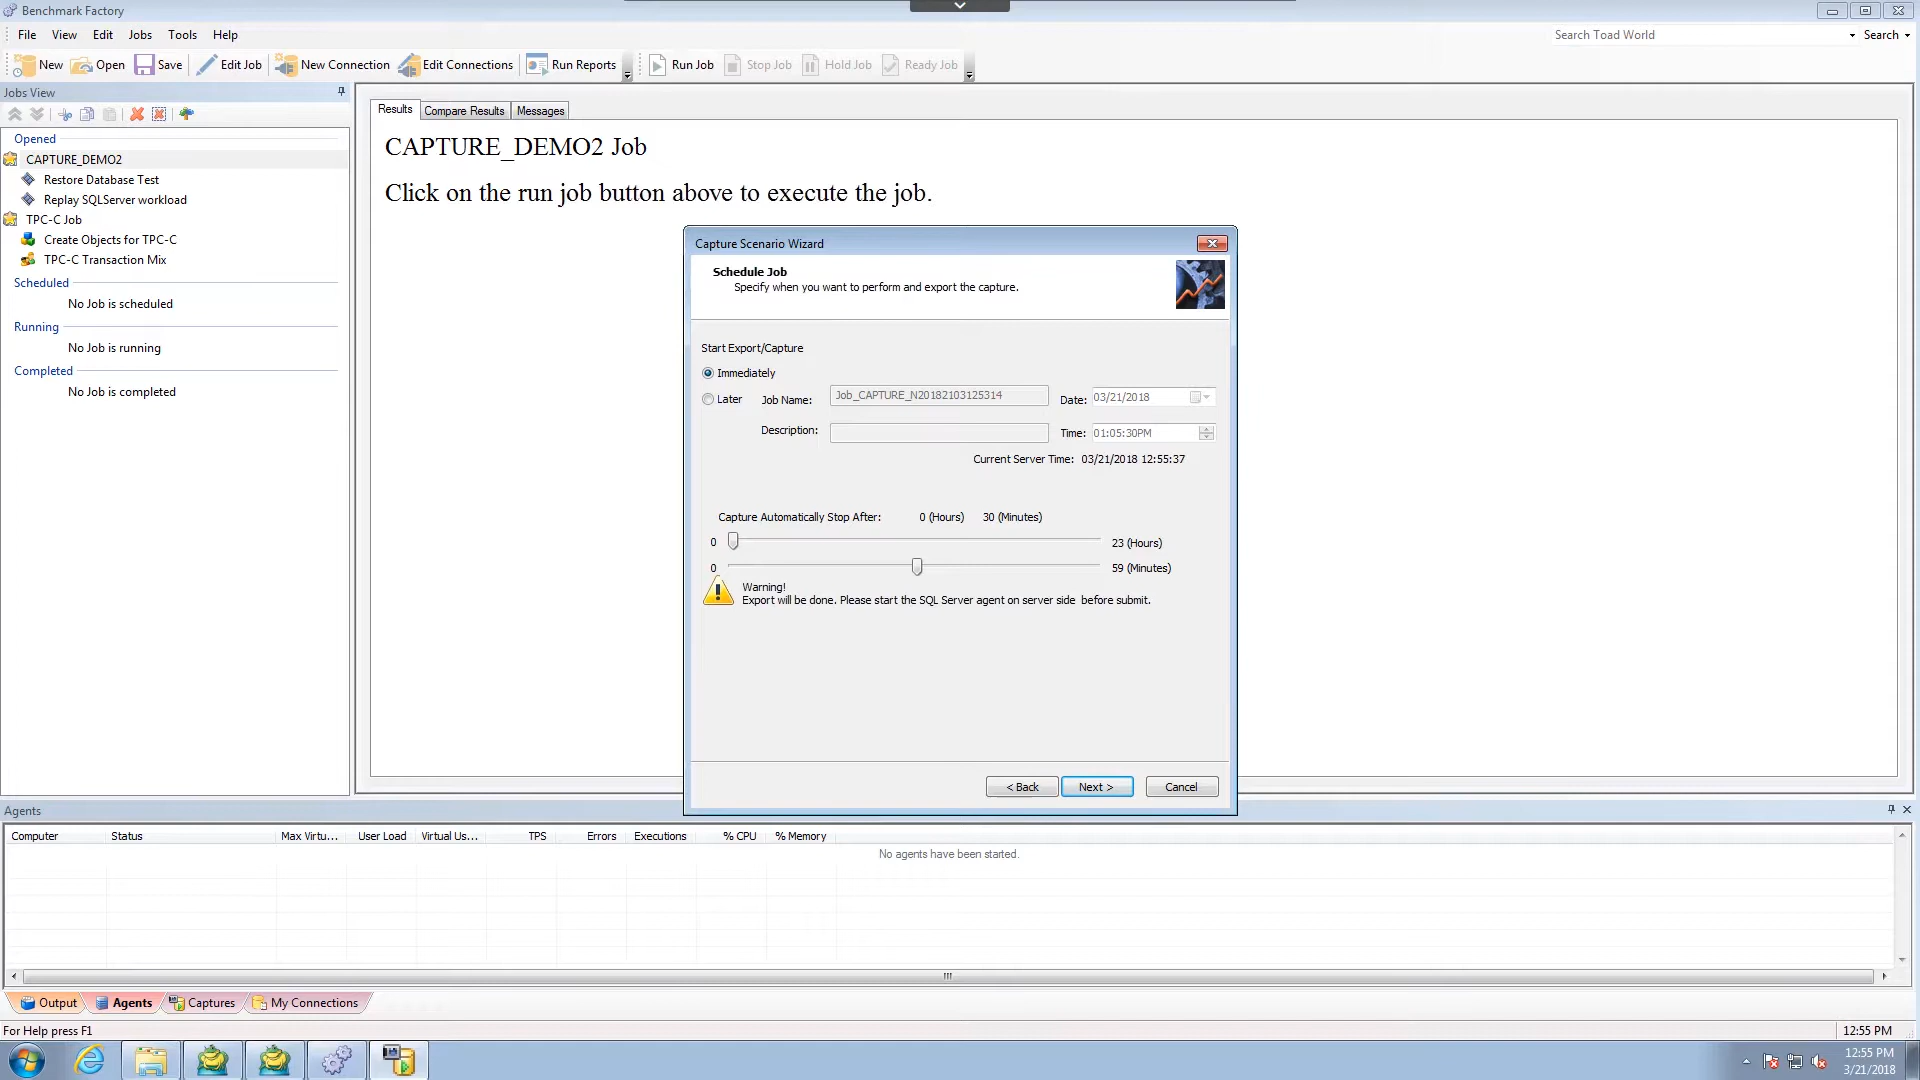 Benchmark Factory
File View Edit Jobs Tools Help
Search Toad World Search
New Open Save Edit Job New Connection Edit Connections Run Reports Run Job Stop Job Hold Job Ready Job
Jobs View
Opened
CAPTURE_DEMO2
Restore Database Test
Replay SQLServer workload
TPC-C Job
Create Objects for TPC-C
TPC-C Transaction Mix
Scheduled
No Job is scheduled
Running
No Job is running
Completed
No Job is completed
Results Compare Results Messages
CAPTURE_DEMO2 Job
Click on the run job button above to execute the job.
Capture Scenario Wizard
Schedule Job
Specify when you want to perform and export the capture.
Start Export/Capture
Immediately
Later Job Name: Job_CAPTURE_N20182103125314 Date: 03/21/2018
Description: Time: 01:05:30PM
Current Server Time: 03/21/2018 12:55:37
Capture Automatically Stop After: 0 (Hours) 30 (Minutes)
0 23 (Hours)
0 59 (Minutes)
Warning!
Export will be done. Please start the SQL Server agent on server side before submit.
< Back Next > Cancel
Agents
Computer Status Max Virtu... User Load Virtual Us... TPS Errors Executions % CPU % Memory
No agents have been started.
Output Agents Captures My Connections
For Help press F1 12:55 PM
12:55 PM
3/21/2018